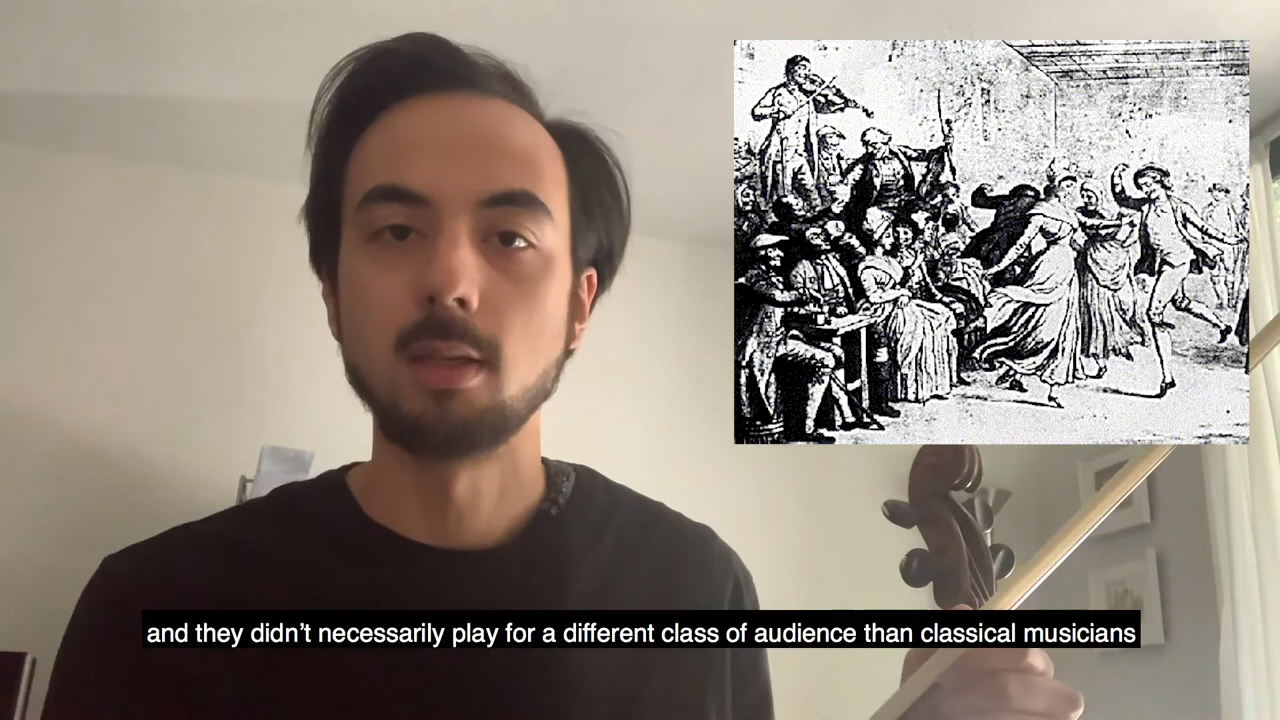 and they didn’t necessarily play for a different class of audience than classical musicians